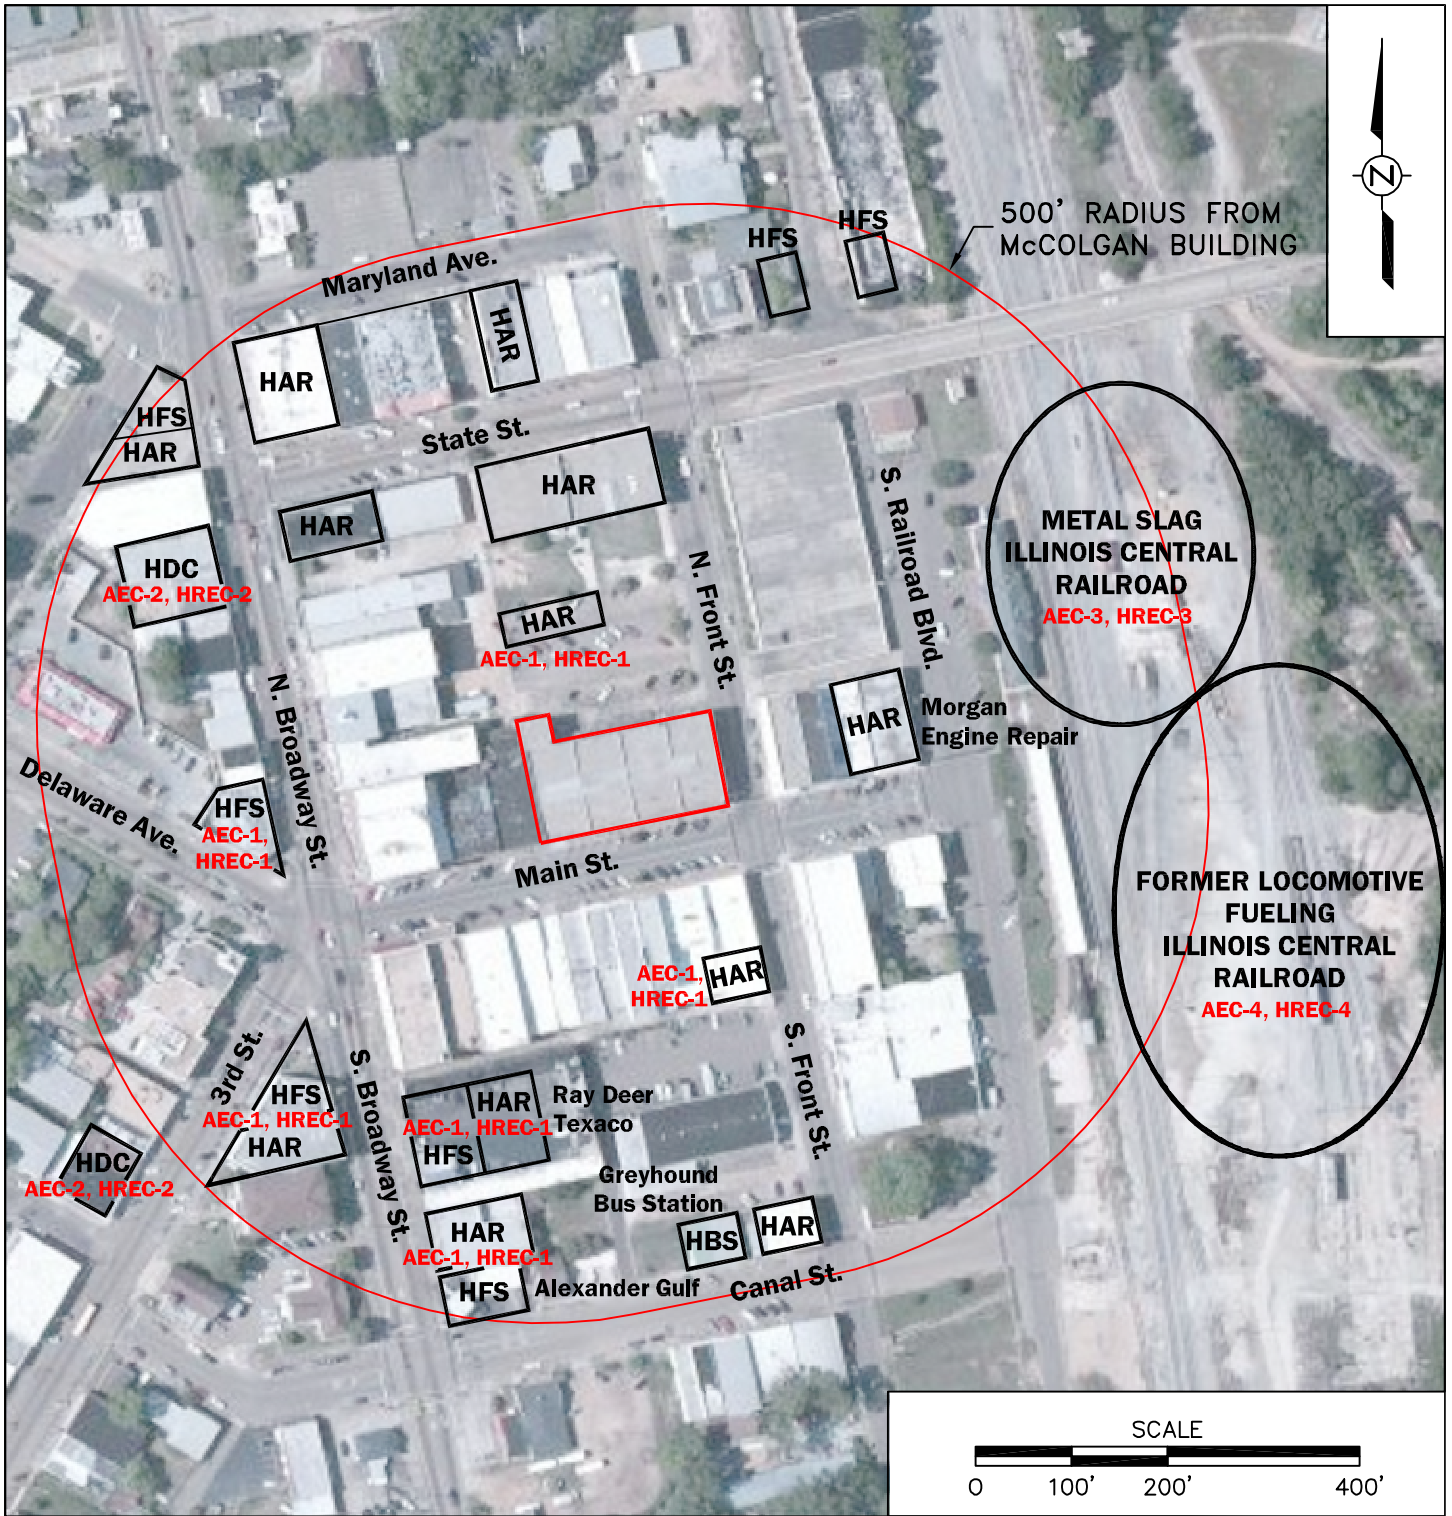 HFS
HFS
500' RADIUS FROM
McCOLGAN BUILDING
N
Maryland Ave.
HAR
HAR
HFS
HAR
State St.
HAR
HAR
HDC
AEC-2, HREC-2
HAR
AEC-1, HREC-1
N. Front St.
S. Railroad Blvd.
METAL SLAG
ILLINOIS CENTRAL
RAILROAD
AEC-3, HREC-3
N. Broadway St.
HAR
Morgan
Engine Repair
Delaware Ave.
HFS
AEC-1,
HREC-1
Main St.
FORMER LOCOMOTIVE
FUELING
ILLINOIS CENTRAL
RAILROAD
AEC-4, HREC-4
AEC-1,
HREC-1
HAR
3rd St.
S. Broadway St.
S. Front St.
HFS
AEC-1, HREC-1
HAR
HAR
AEC-1, HREC-1
HFS
Ray Deer
Texaco
HDC
AEC-2, HREC-2
Greyhound
Bus Station
HBS
HAR
HAR
AEC-1, HREC-1
HFS
Alexander Gulf
Canal St.
SCALE
0
100'
200'
400'